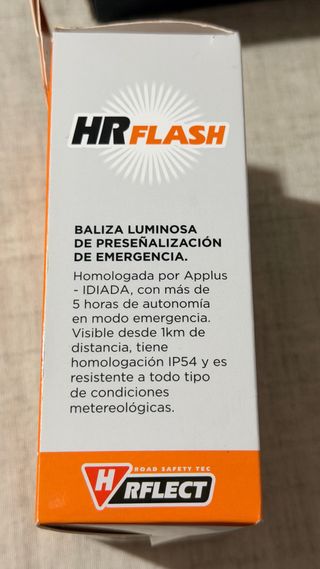 HR FLASH
BALIZA LUMINOSA
DE PRESEÑALIZACIÓN
DE EMERGENCIA.
Homologada por Applus
- IDIADA, con más de
5 horas de autonomía
en modo emergencia.
Visible desde 1km de
distancia, tiene
homologación IP54 y es
resistente a todo tipo
de condiciones
metereológicas.
ROAD SAFETY TEC
H RFLECT